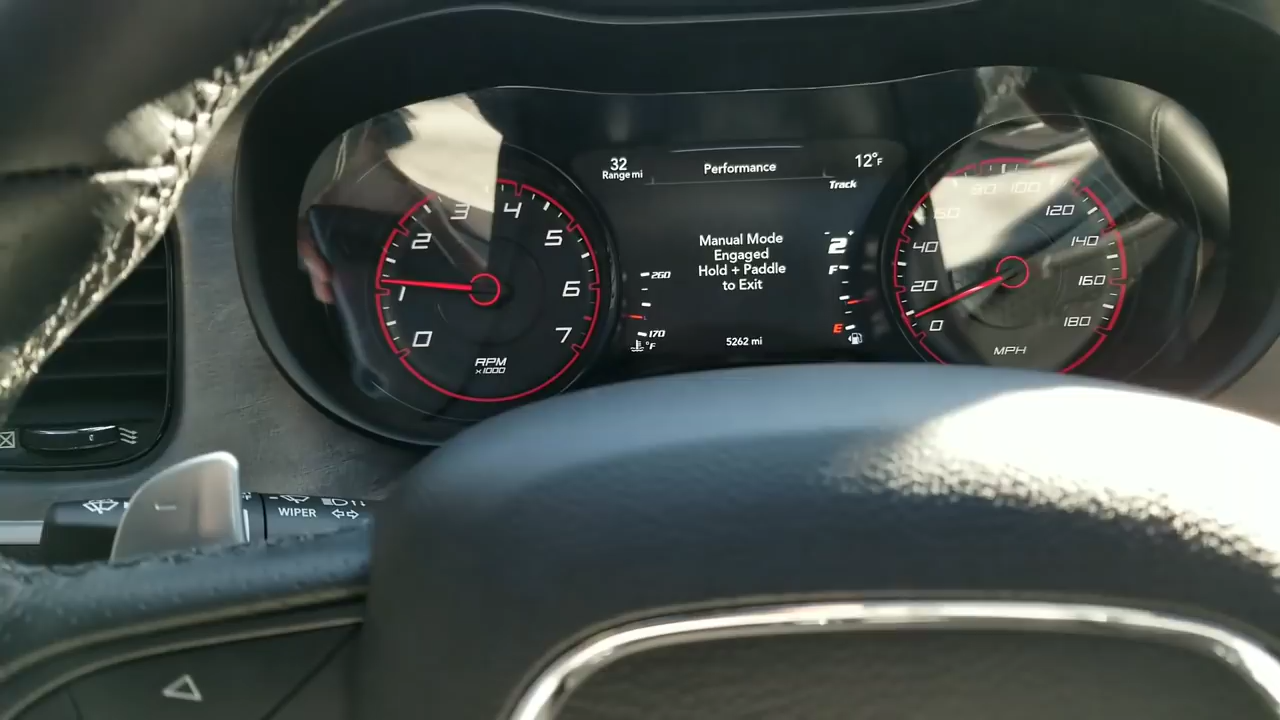 32
Range mi
Performance
12°F
Track
Manual Mode
Engaged
Hold + Paddle
to Exit
- 2 +
F
E
260
170
°F
5262 mi
0
1
2
3
4
5
6
7
RPM
x1000
0
20
40
60
80
100
120
140
160
180
MPH
WIPER